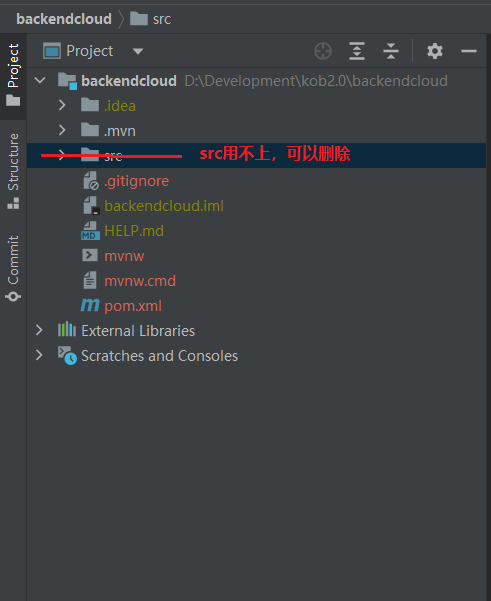 backendcloud src
Project
backendcloud D:\Development\kob2.0\backendcloud
.idea
.mvn
src src用不上，可以删除
.gitignore
backendcloud.iml
MD HELP.md
mvnw
mvnw.cmd
m pom.xml
External Libraries
Scratches and Consoles
Project
Structure
Commit